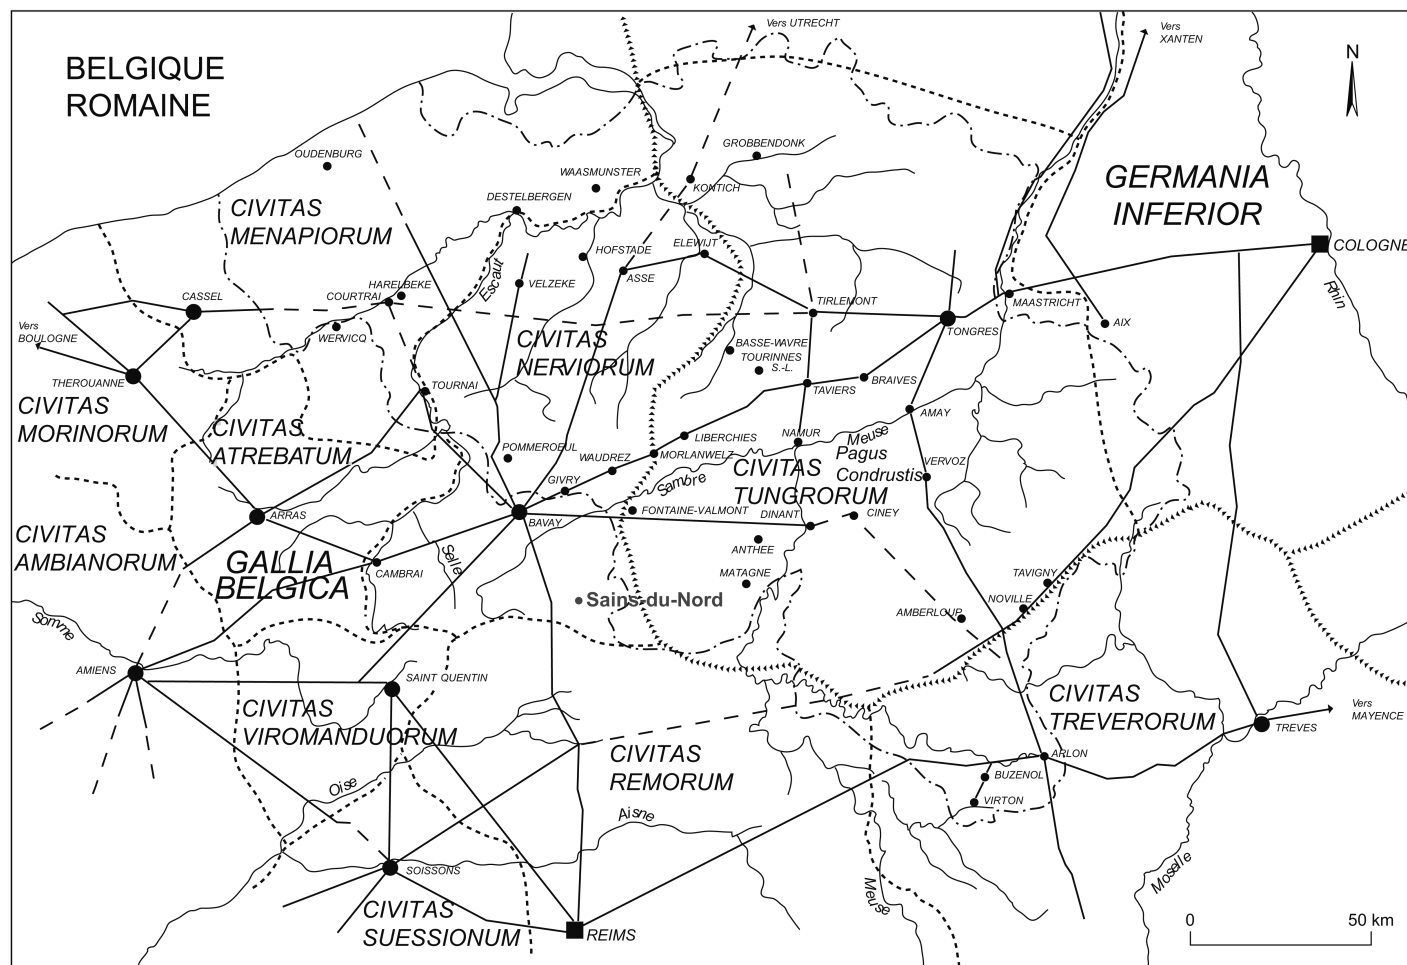 BELGIQUE
ROMAINE
Vers UTRECHT
Vers
XANTEN
N
GERMANIA
INFERIOR
OUDENBURG
GROBBENDONK
WAASMUNSTER
KONTICH
DESTELBERGEN
CIVITAS
MENAPIORUM
HOFSTADE
ELEWIJT
ASSE
COLOGNE
Rhin
Escaut
VELZEKE
HARELBEKE
COURTRAI
CASSEL
WERVICQ
TIRLEMONT
MAASTRICHT
TONGRES
AIX
Vers
BOULOGNE
CIVITAS
NERVIORUM
BASSE-WAVRE
TOURINNES
S.-L.
THEROUANNE
TOURNAI
TAVIERS
BRAIVES
CIVITAS
MORINORUM
CIVITAS
ATREBATUM
AMAY
LIBERCHIES
NAMUR
Meuse
POMMEROEUL
WAUDREZ
MORLANWELZ
Pagus
Condrustis
VERVOZ
CIVITAS
TUNGRORUM
GIVRY
Sambre
ARRAS
BAVAY
FONTAINE-VALMONT
DINANT
CINEY
CIVITAS
AMBIANORUM
GALLIA
BELGICA
CAMBRAI
Selle
ANTHEE
MATAGNE
TAVIGNY
NOVILLE
AMBERLOUP
Sains-du-Nord
Somme
AMIENS
SAINT QUENTIN
CIVITAS
VIROMANDUORUM
CIVITAS
TREVERORUM
Vers
MAYENCE
TREVES
CIVITAS
REMORUM
ARLON
BUZENOL
VIRTON
Oise
Aisne
SOISSONS
Meuse
Moselle
CIVITAS
SUESSIONUM
REIMS
0
50 km